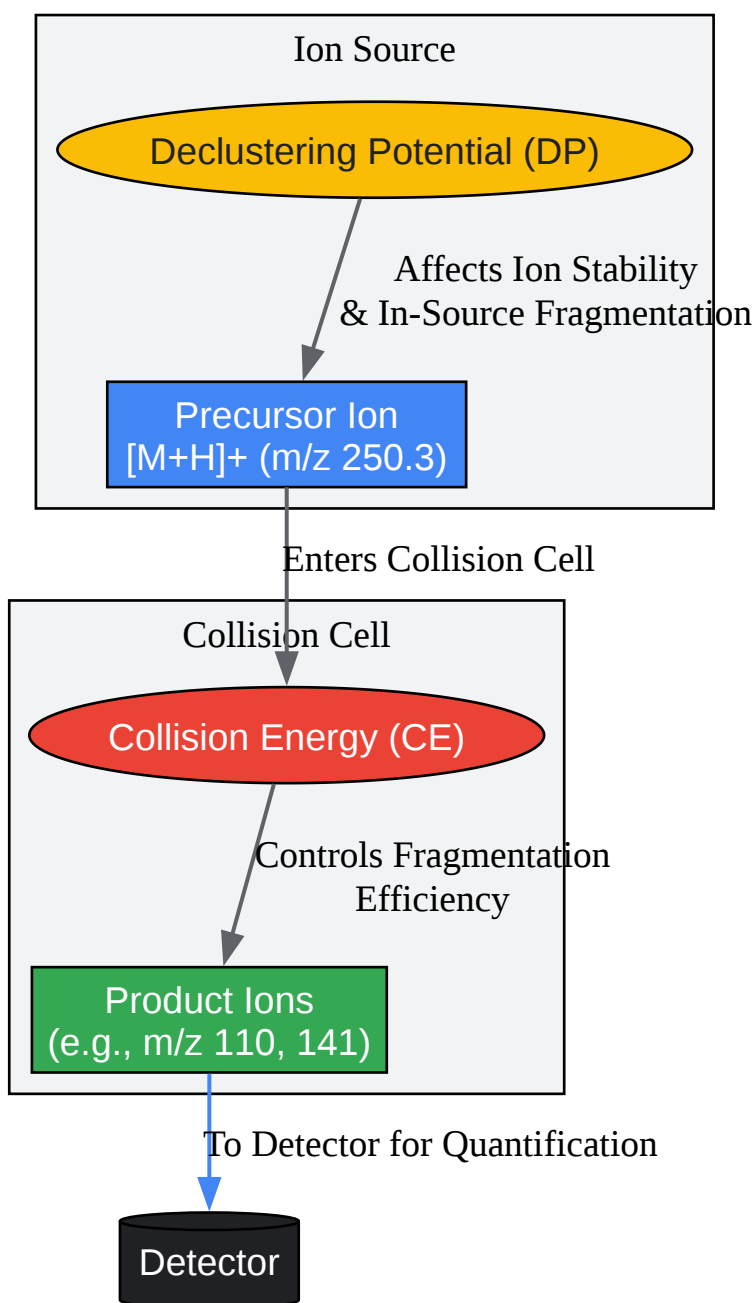 Ion Source
Declustering Potential (DP)
Affects Ion Stability
& In-Source Fragmentation
Precursor Ion
[M+H]+ (m/z 250.3)
Enters Collision Cell
Collision Cell
Collision Energy (CE)
Controls Fragmentation
Efficiency
Product Ions
(e.g., m/z 110, 141)
To Detector for Quantification
Detector